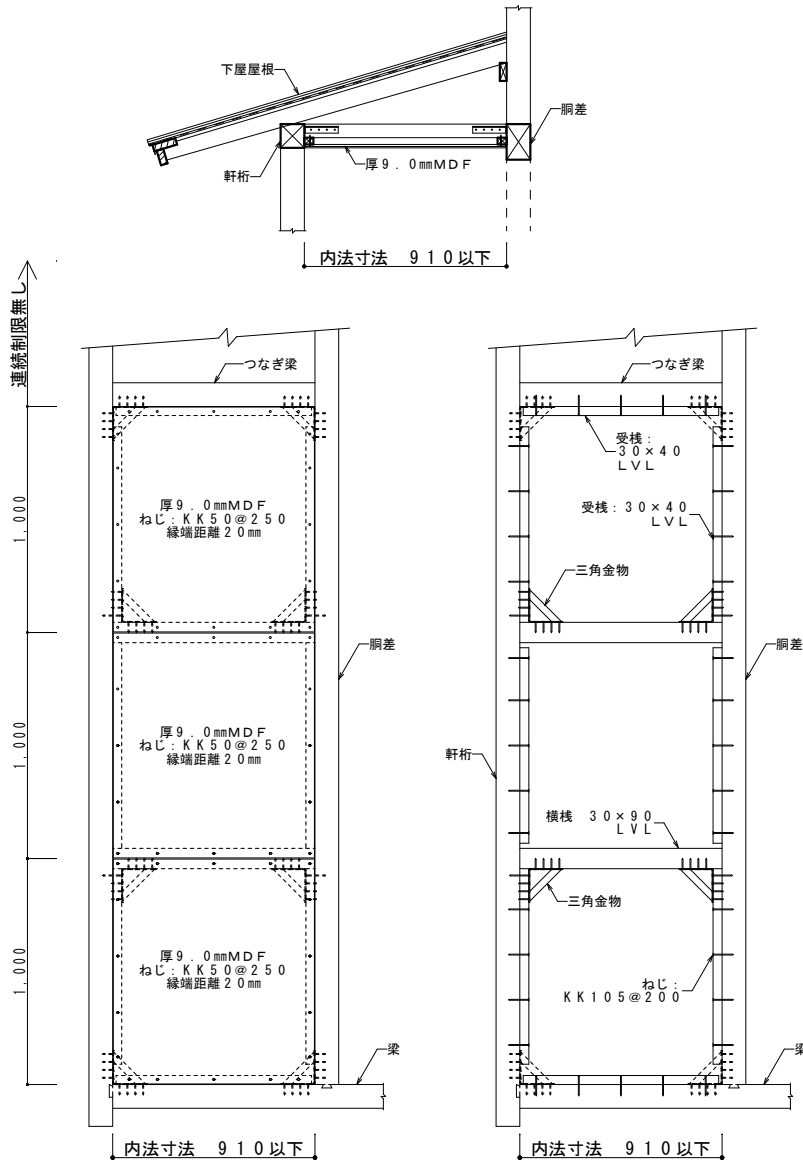 下屋屋根
胴差
軒桁
厚9.0mmMDF
内法寸法 910以下
連続制限無し
つなぎ梁
つなぎ梁
1,000
厚9.0mmMDF
ねじ:KK50@250
縁端距離20mm
受桟:
30×40
LVL
受桟:30×40
LVL
三角金物
胴差
胴差
1,000
厚9.0mmMDF
ねじ:KK50@250
縁端距離20mm
軒桁
横桟 30×90
LVL
三角金物
1,000
厚9.0mmMDF
ねじ:KK50@250
縁端距離20mm
ねじ:
KK105@200
梁
梁
内法寸法 910以下
内法寸法 910以下